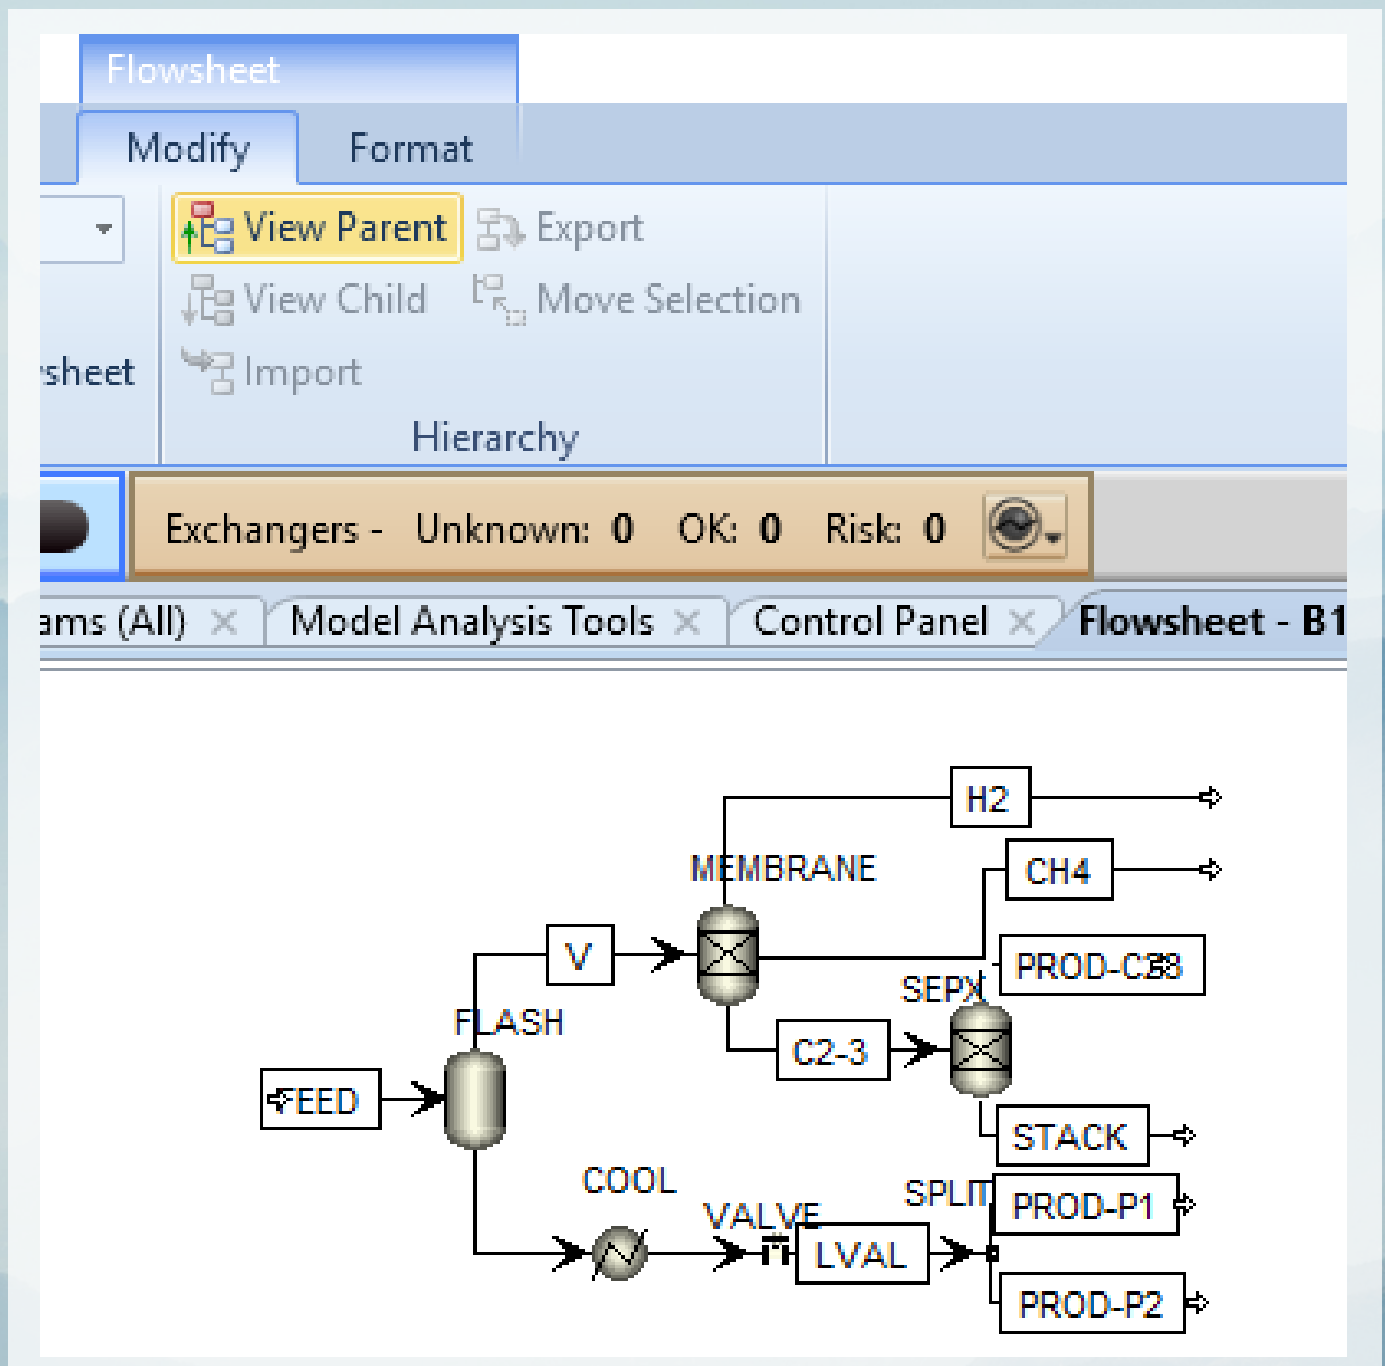 Flowsheet
Modify Format
View Parent Export
View Child Move Selection
sheet Import
Hierarchy
Exchangers - Unknown: 0 OK: 0 Risk: 0
ams (All) Model Analysis Tools Control Panel Flowsheet - B1
H2
MEMBRANE
CH4
V
SEPX
FLASH
C2-3
FEED
STACK
COOL
SPLIT
PROD-P1
VALVE
LVAL
PROD-P2